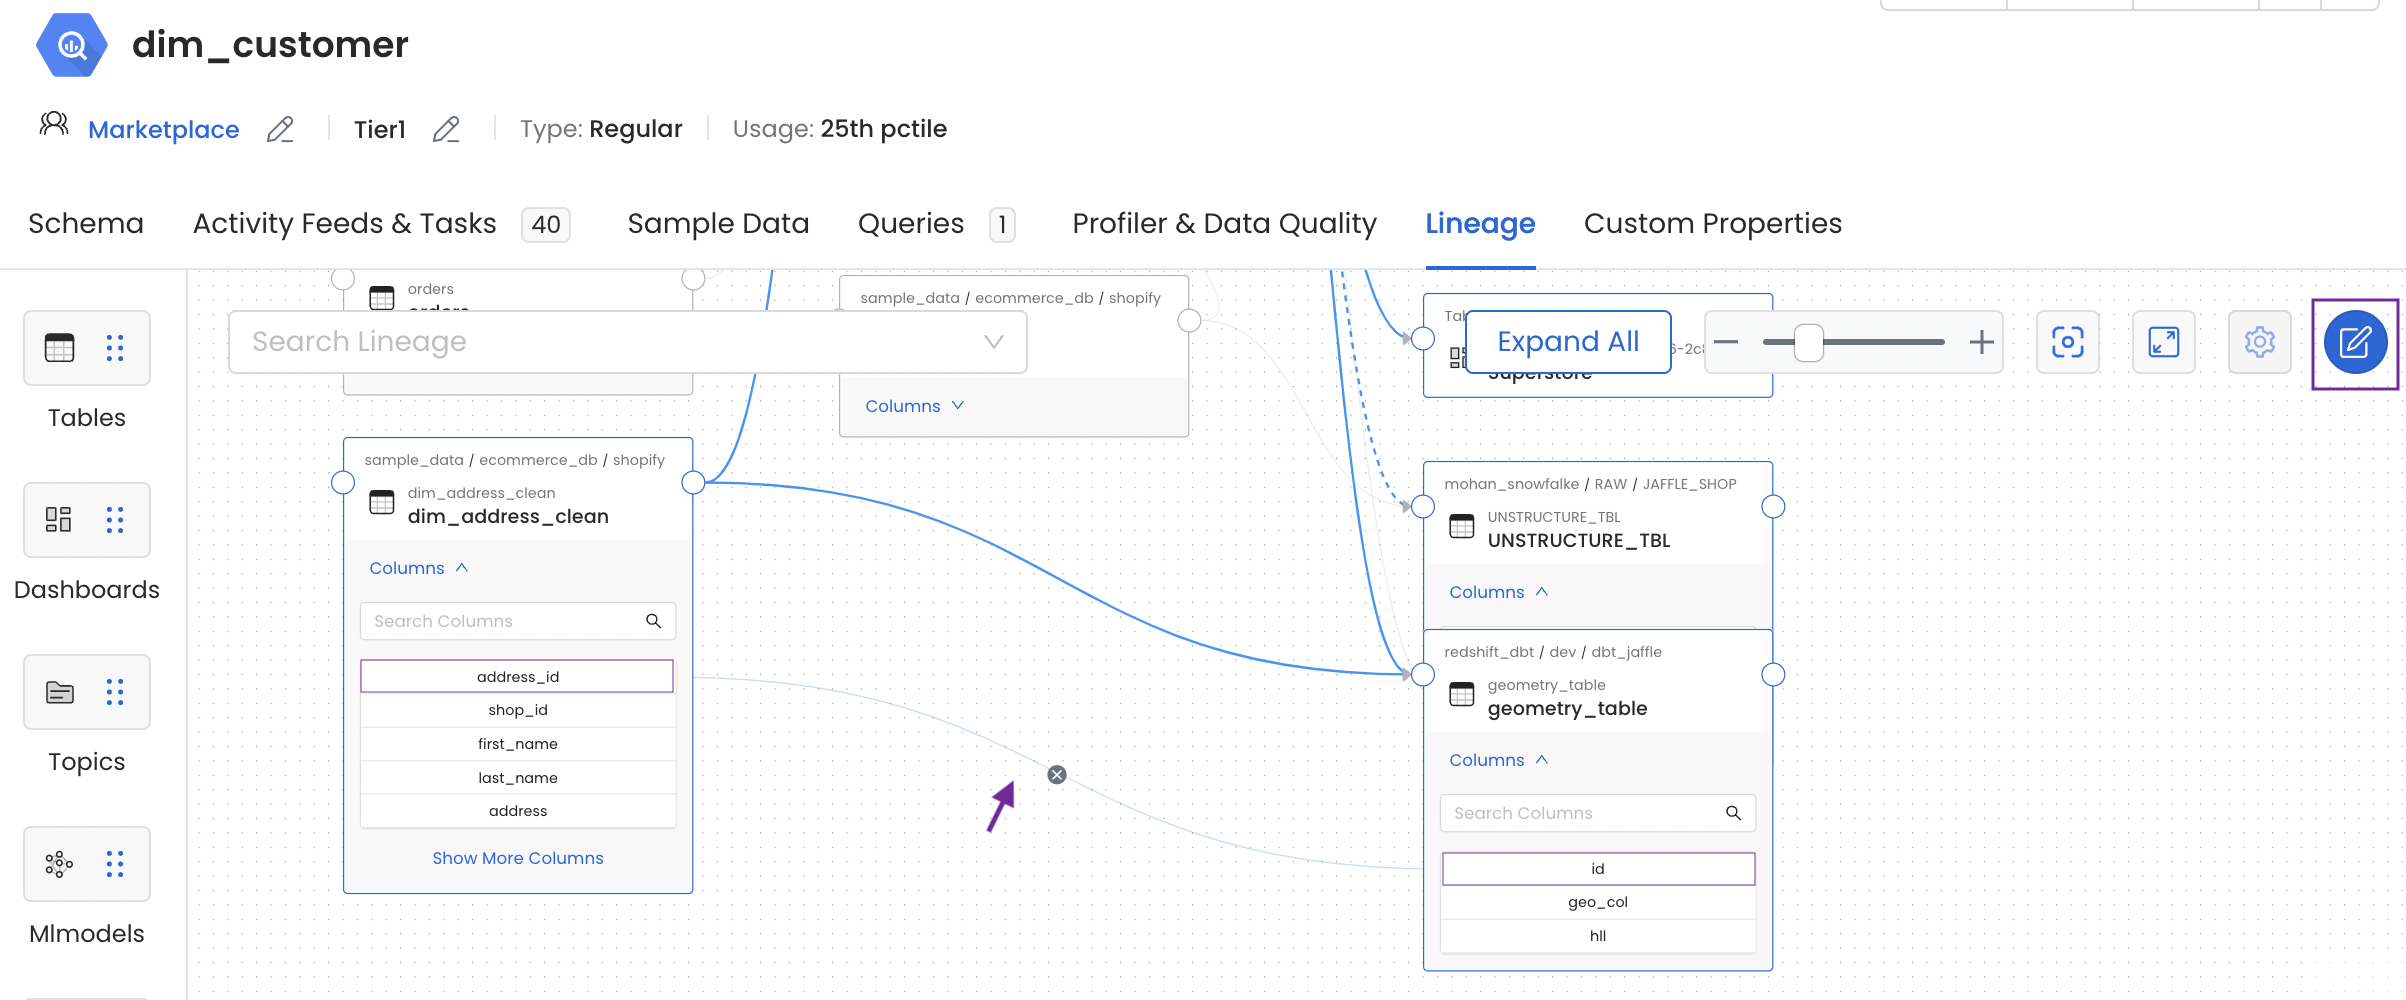 dim_customer
Marketplace
Tier1
Type: Regular
Usage: 25th pctile
Schema
Activity Feeds & Tasks 40
Sample Data
Queries 1
Profiler & Data Quality
Lineage
Custom Properties
Tables
Dashboards
Topics
Mlmodels
orders
orders
Search Lineage
sample_data / ecommerce_db / shopify
Columns
Expand All
Superstore
sample_data / ecommerce_db / shopify
dim_address_clean
dim_address_clean
Columns
Search Columns
address_id
shop_id
first_name
last_name
address
Show More Columns
mohan_snowfalke / RAW / JAFFLE_SHOP
UNSTRUCTURE_TBL
UNSTRUCTURE_TBL
Columns
redshift_dbt / dev / dbt_jaffle
geometry_table
geometry_table
Columns
Search Columns
id
geo_col
hll